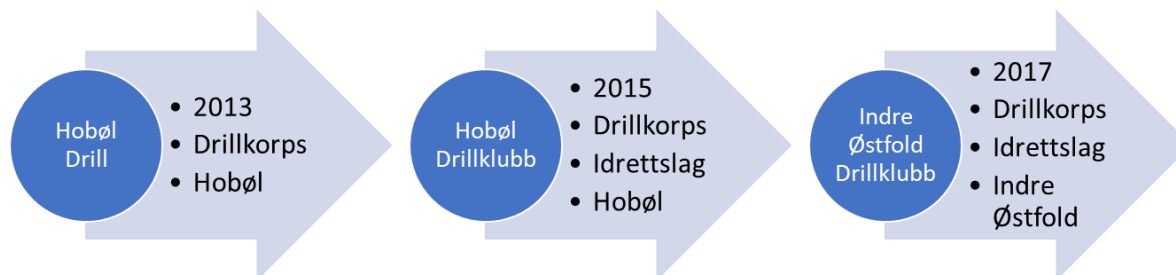 Hobøl
Drill
• 2013
• Drillkorps
• Hobøl
Hobøl
Drillklubb
• 2015
• Drillkorps
• Idrettslag
• Hobøl
Indre
Østfold
Drillklubb
• 2017
• Drillkorps
• Idrettslag
• Indre
Østfold